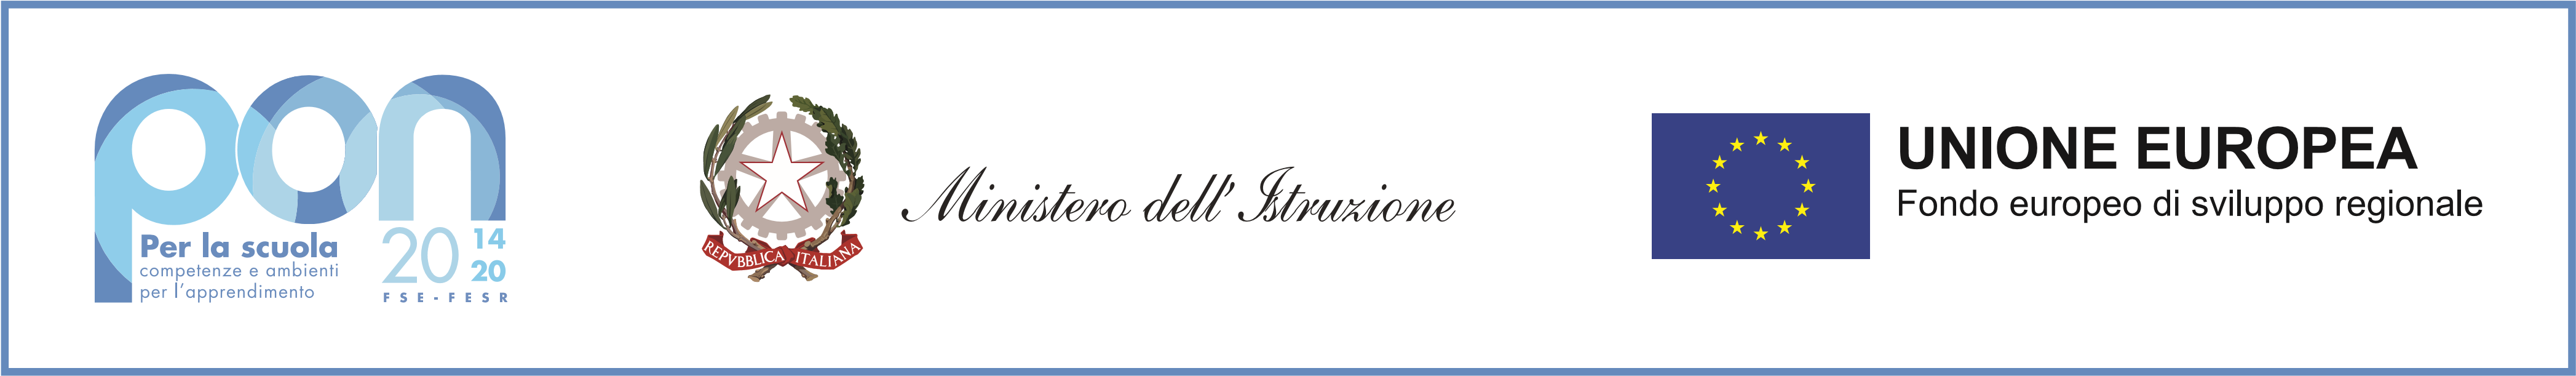 pon
Per la scuola
competenze e ambienti
per l'apprendimento
20 14
20
FSE-FESR
REPVBBLICA ITALIANA
Ministero dell'Istruzione
UNIONE EUROPEA
Fondo europeo di sviluppo regionale